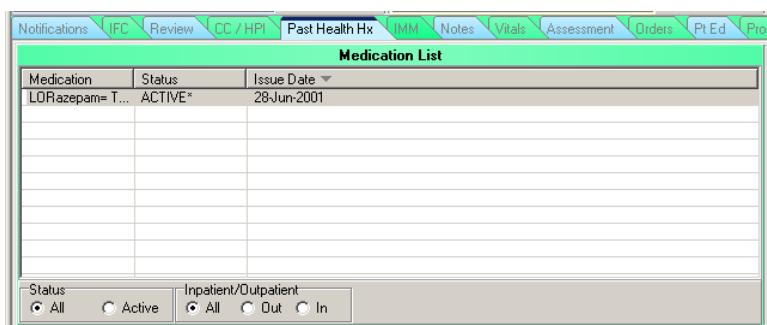 Notifications IFC Review CC / HPI Past Health Hx IMM Notes Vitals Assessment Orders Pt Ed Pro
Medication List
Medication Status Issue Date
LORazepam= T... ACTIVE* 28-Jun-2001
Status Inpatient/Outpatient
All Active All Out In